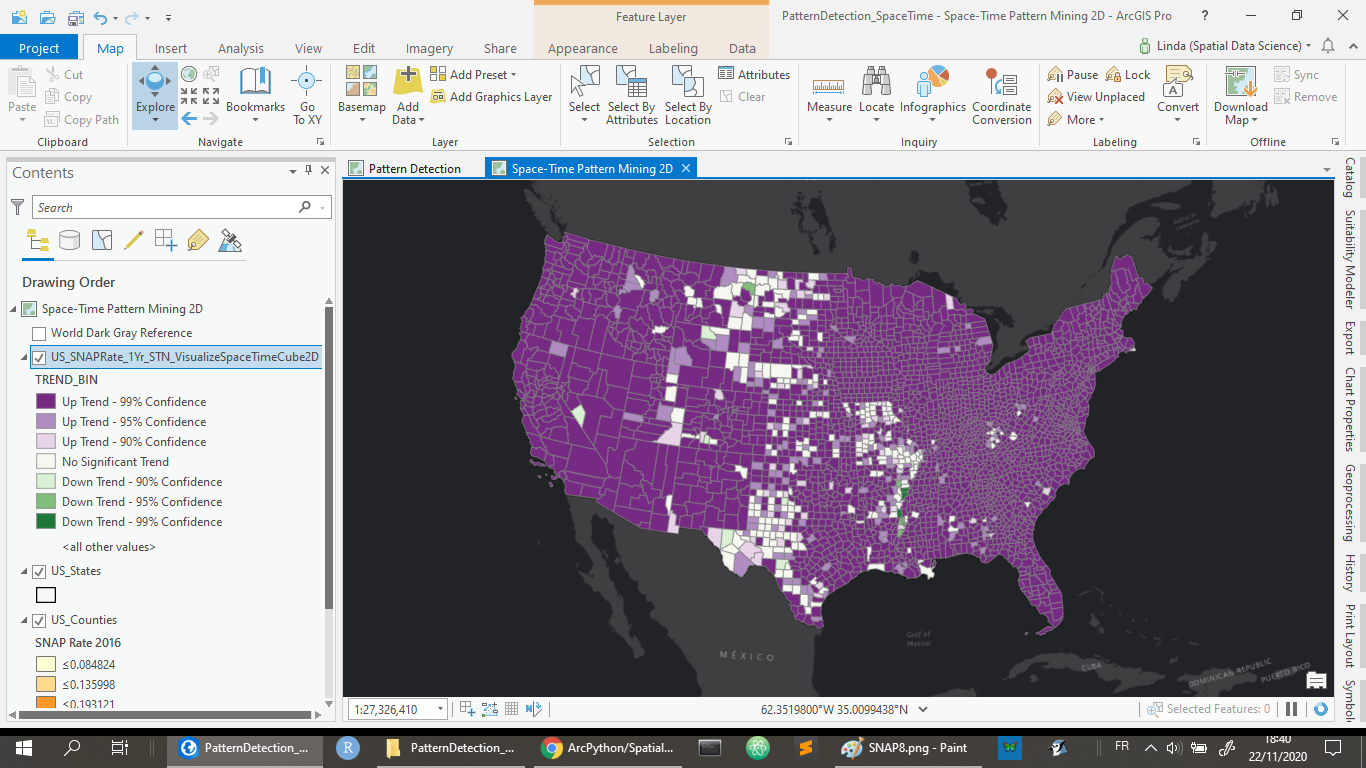 Feature Layer
PatternDetection_SpaceTime - Space-Time Pattern Mining 2D - ArcGIS Pro
?
Project Map Insert Analysis View Edit Imagery Share Appearance Labeling Data
Linda (Spatial Data Science)
Paste
Cut
Copy
Copy Path
Clipboard
Explore
Bookmarks
Go
To XY
Navigate
Basemap
Add
Data
Add Preset
Add Graphics Layer
Layer
Select
Select By
Attributes
Select By
Location
Attributes
Clear
Selection
Measure
Locate
Infographics
Coordinate
Conversion
Inquiry
Pause
Lock
View Unplaced
More
Convert
Labeling
Download
Map
Sync
Remove
Offline
Contents
Search
Drawing Order
Space-Time Pattern Mining 2D
World Dark Gray Reference
US_SNAPRate_1Yr_STN_VisualizeSpaceTimeCube2D
TREND_BIN
Up Trend - 99% Confidence
Up Trend - 95% Confidence
Up Trend - 90% Confidence
No Significant Trend
Down Trend - 90% Confidence
Down Trend - 95% Confidence
Down Trend - 99% Confidence
<all other values>
US_States
US_Counties
SNAP Rate 2016
≤0.084824
≤0.135998
≤0.193121
Pattern Detection
Space-Time Pattern Mining 2D
Gulf of
Mexico
MÉXICO
CUBA
DOMINICAN REPUBLIC
PUERTO RICO
1:27,326,410
62.3519800°W 35.0099438°N
Selected Features: 0
Catalog
Suitability Modeler
Export
Chart Properties
Geoprocessing
History
Print Layout
Symbol
PatternDetection_...
R
PatternDetection_...
ArcPython/Spatial...
SNAP8.png - Paint
FR
18:40
22/11/2020